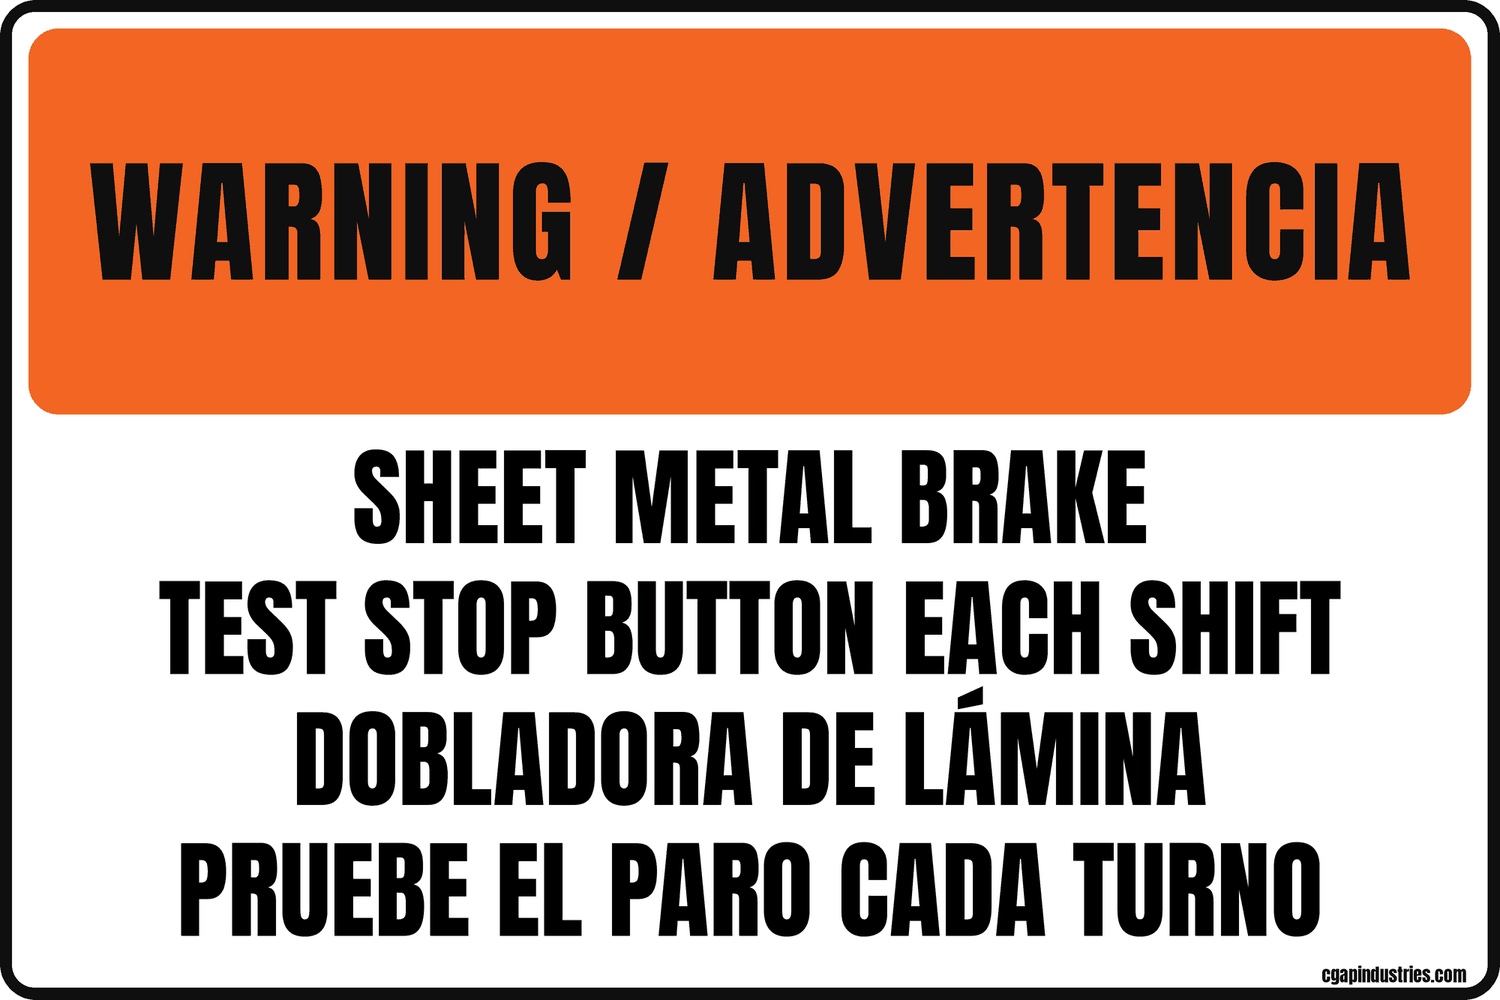 WARNING / ADVERTENCIA
SHEET METAL BRAKE
TEST STOP BUTTON EACH SHIFT
DOBLADORA DE LÁMINA
PRUEBE EL PARO CADA TURNO
cgapindustries.com